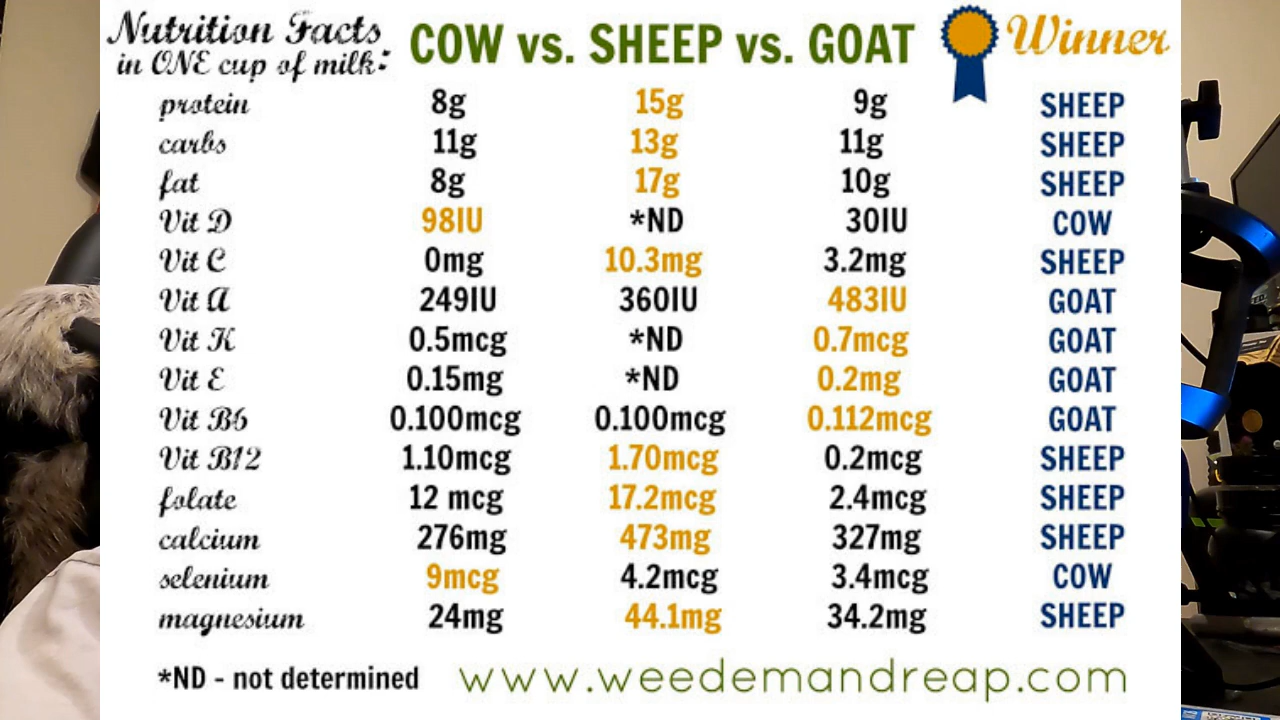 Nutrition Facts
in ONE cup of milk:
COW vs. SHEEP vs. GOAT
Winner
protein 8g 15g 9g SHEEP
carbs 11g 13g 11g SHEEP
fat 8g 17g 10g SHEEP
Vit D 98IU *ND 30IU COW
Vit C 0mg 10.3mg 3.2mg SHEEP
Vit A 249IU 360IU 483IU GOAT
Vit K 0.5mcg *ND 0.7mcg GOAT
Vit E 0.15mg *ND 0.2mg GOAT
Vit B6 0.100mcg 0.100mcg 0.112mcg GOAT
Vit B12 1.10mcg 1.70mcg 0.2mcg SHEEP
folate 12 mcg 17.2mcg 2.4mcg SHEEP
calcium 276mg 473mg 327mg SHEEP
selenium 9mcg 4.2mcg 3.4mcg COW
magnesium 24mg 44.1mg 34.2mg SHEEP
*ND - not determined www.weedemandreap.com